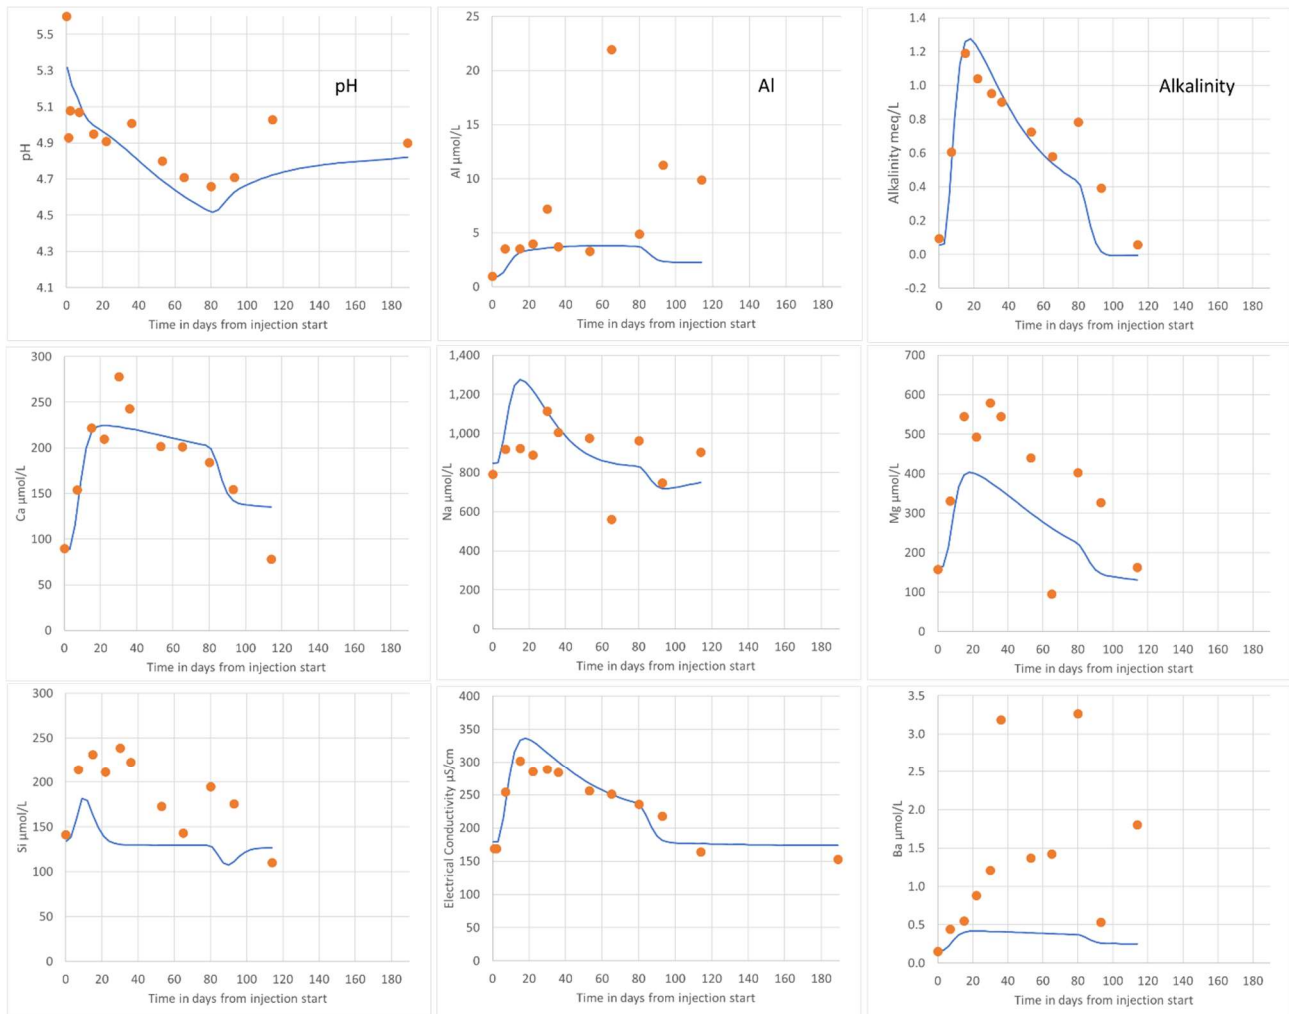 5.5
5.3
5.1
4.9
4.7
4.5
4.3
4.1
pH
pH
0 20 40 60 80 100 120 140 160 180
Time in days from injection start
25
20
15
10
5
0
Al µmol/L
Al
0 20 40 60 80 100 120 140 160 180
Time in days from injection start
1.4
1.2
1.0
0.8
0.6
0.4
0.2
0.0
-0.2
Alkalinity meq/L
Alkalinity
0 20 40 60 80 100 120 140 160 180
Time in days from injection start
300
250
200
150
100
50
0
Ca µmol/L
0 20 40 60 80 100 120 140 160 180
Time in days from injection start
1,400
1,200
1,000
800
600
400
200
0
Na µmol/L
0 20 40 60 80 100 120 140 160 180
Time in days from injection start
700
600
500
400
300
200
100
0
Mg µmol/L
0 20 40 60 80 100 120 140 160 180
Time in days from injection start
300
250
200
150
100
50
0
Si µmol/L
0 20 40 60 80 100 120 140 160 180
Time in days from injection start
400
350
300
250
200
150
100
50
0
Electrical Conductivity µS/cm
0 20 40 60 80 100 120 140 160 180
Time in days from injection start
3.5
3.0
2.5
2.0
1.5
1.0
0.5
0.0
Ba µmol/L
0 20 40 60 80 100 120 140 160 180
Time in days from injection start